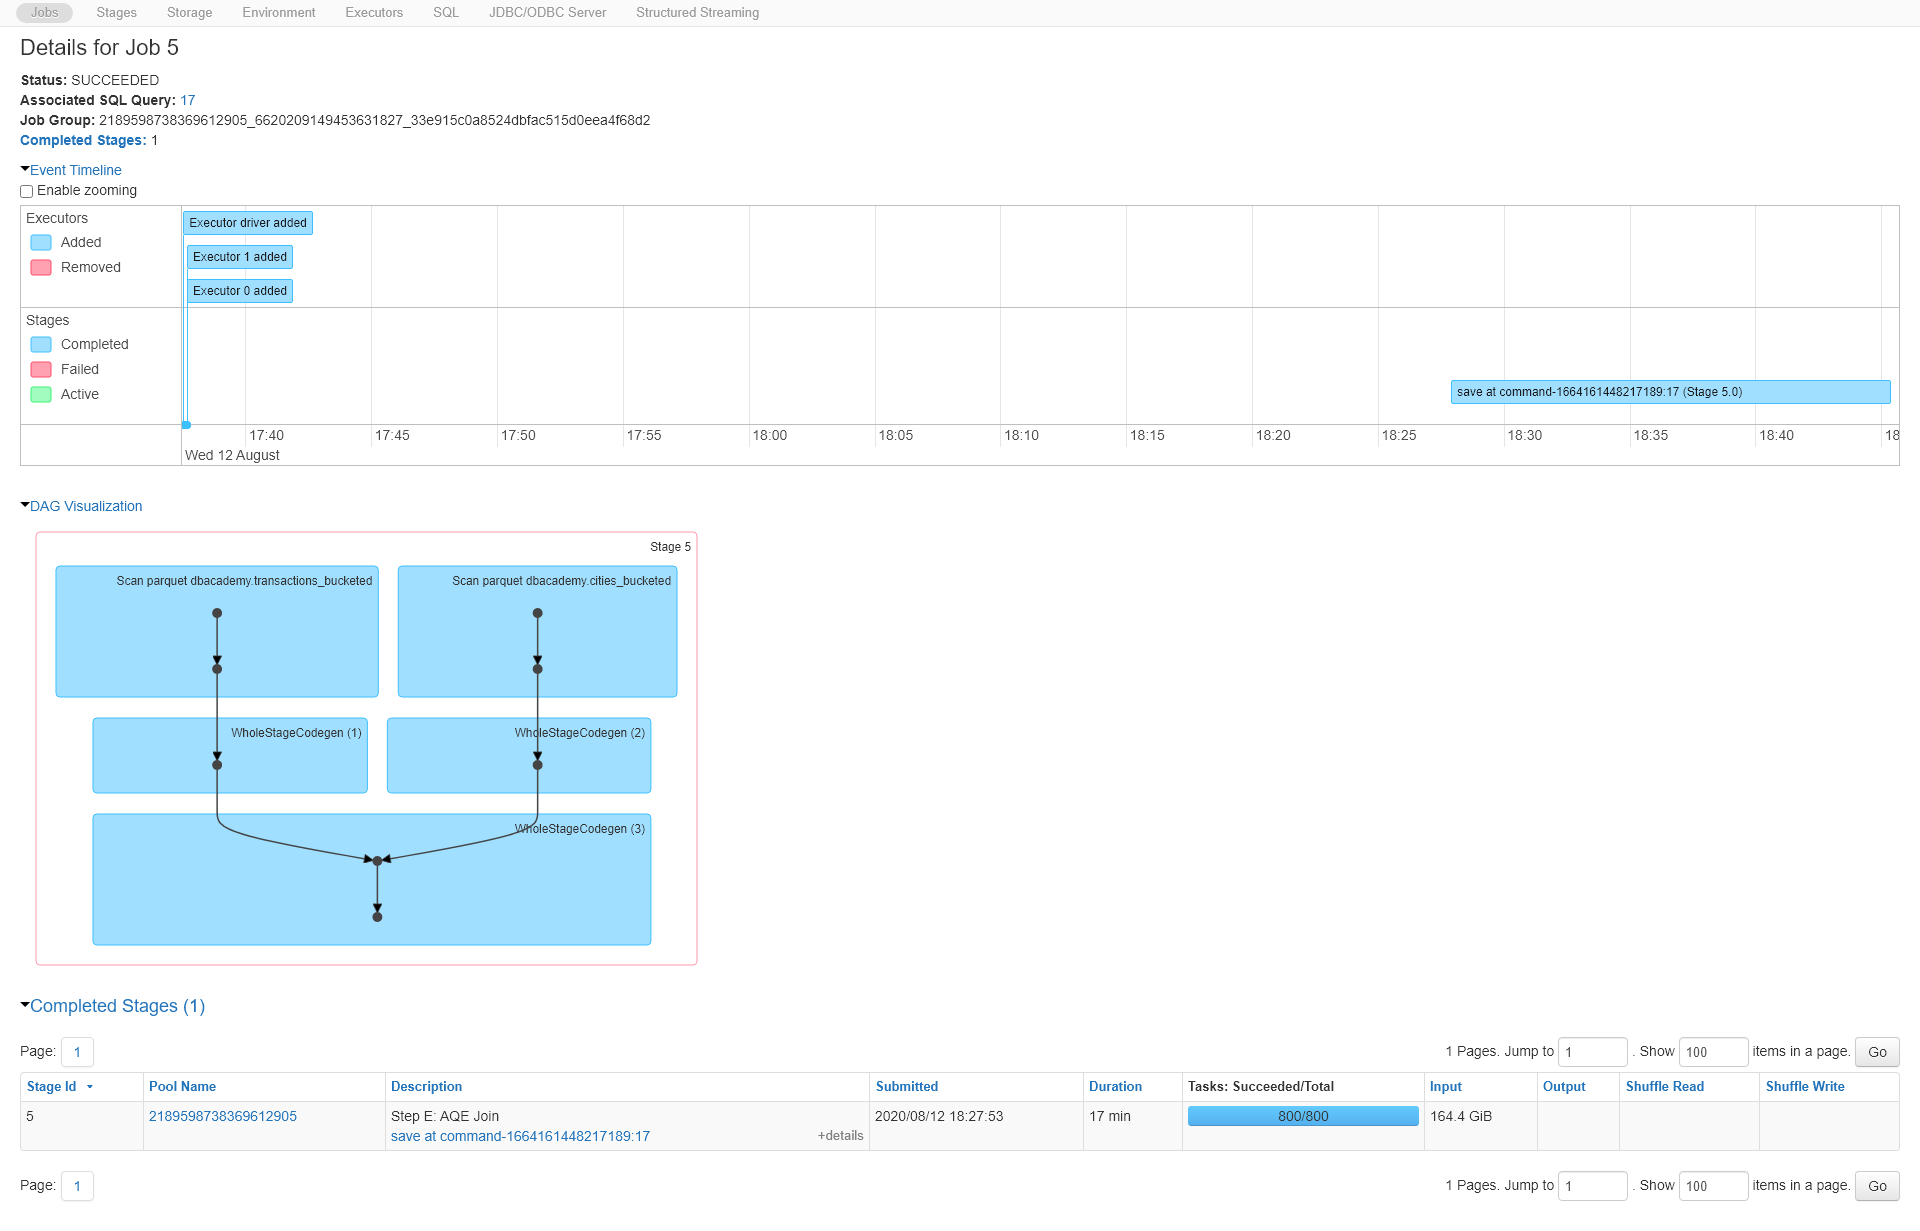 Jobs Stages Storage Environment Executors SQL JDBC/ODBC Server Structured Streaming
Details for Job 5
Status: SUCCEEDED
Associated SQL Query: 17
Job Group: 2189598738369612905_6620209149453631827_33e915c0a8524dbfac515d0eea4f68d2
Completed Stages: 1
Event Timeline
Enable zooming
Executors
Added
Removed
Executor driver added
Executor 1 added
Executor 0 added
Stages
Completed
Failed
Active
save at command-1664161448217189:17 (Stage 5.0)
17:40 17:45 17:50 17:55 18:00 18:05 18:10 18:15 18:20 18:25 18:30 18:35 18:40 18
Wed 12 August
DAG Visualization
Stage 5
Scan parquet dbacademy.transactions_bucketed
Scan parquet dbacademy.cities_bucketed
WholeStageCodegen (1)
WholeStageCodegen (2)
WholeStageCodegen (3)
Completed Stages (1)
Page: 1 1 Pages. Jump to 1 . Show 100 items in a page. Go
Stage Id Pool Name Description Submitted Duration Tasks: Succeeded/Total Input Output Shuffle Read Shuffle Write
5 2189598738369612905 Step E: AQE Join 2020/08/12 18:27:53 17 min 800/800 164.4 GiB
save at command-1664161448217189:17 +details
Page: 1 1 Pages. Jump to 1 . Show 100 items in a page. Go